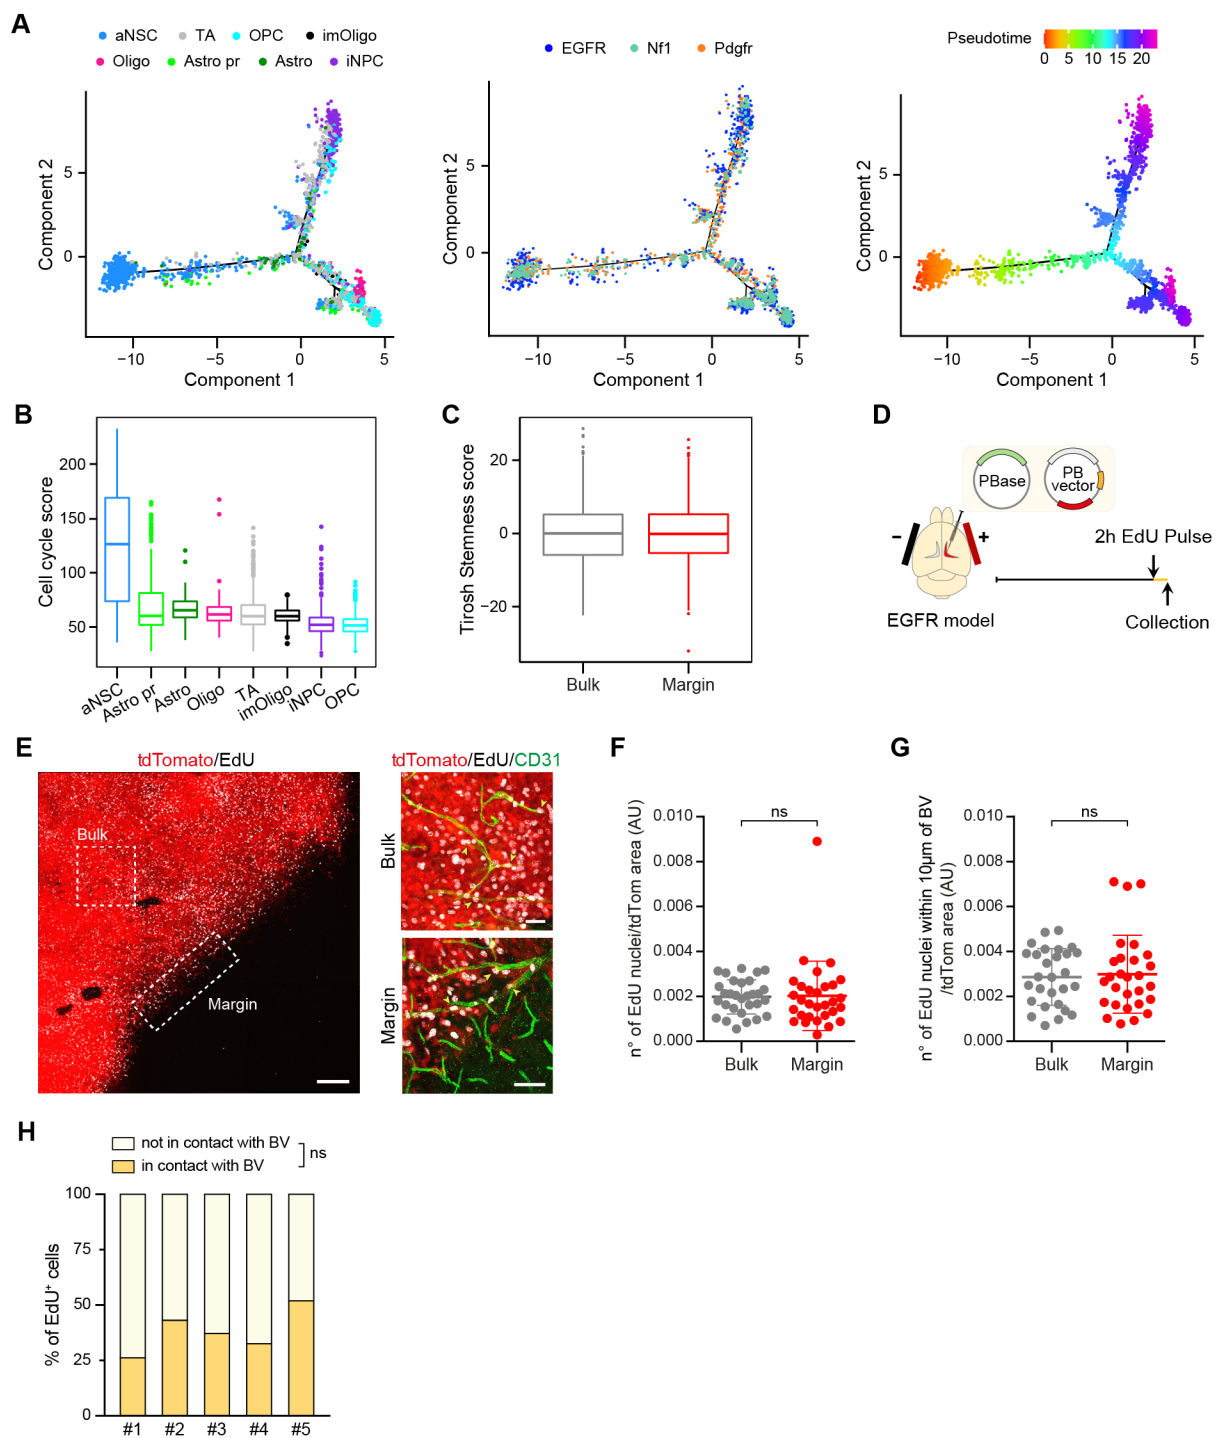 A
aNSC TA OPC imOligo
Oligo Astro pr Astro iNPC
Component 2
5
0
−10 −5 0 5
Component 1
EGFR Nf1 Pdgfr
Component 2
5
0
−10 −5 0 5
Component 1
Pseudotime
0 5 10 15 20
Component 2
5
0
−10 −5 0 5
Component 1
B
Cell cycle score
200
150
100
50
aNSC
Astro pr
Astro
Oligo
TA
imOligo
iNPC
OPC
C
Tirosh Stemness score
20
0
−20
Bulk Margin
D
PBase
PB
vector
− +
EGFR model
2h EdU Pulse
Collection
E
tdTomato/EdU
Bulk
Margin
tdTomato/EdU/CD31
Bulk
Margin
F
n° of EdU nuclei/tdTom area (AU)
ns
0.010
0.008
0.006
0.004
0.002
0.000
Bulk Margin
G
n° of EdU nuclei within 10µm of BV
/tdTom area (AU)
ns
0.010
0.008
0.006
0.004
0.002
0.000
Bulk Margin
H
not in contact with BV
in contact with BV
ns
% of EdU+ cells
100
75
50
25
0
#1 #2 #3 #4 #5